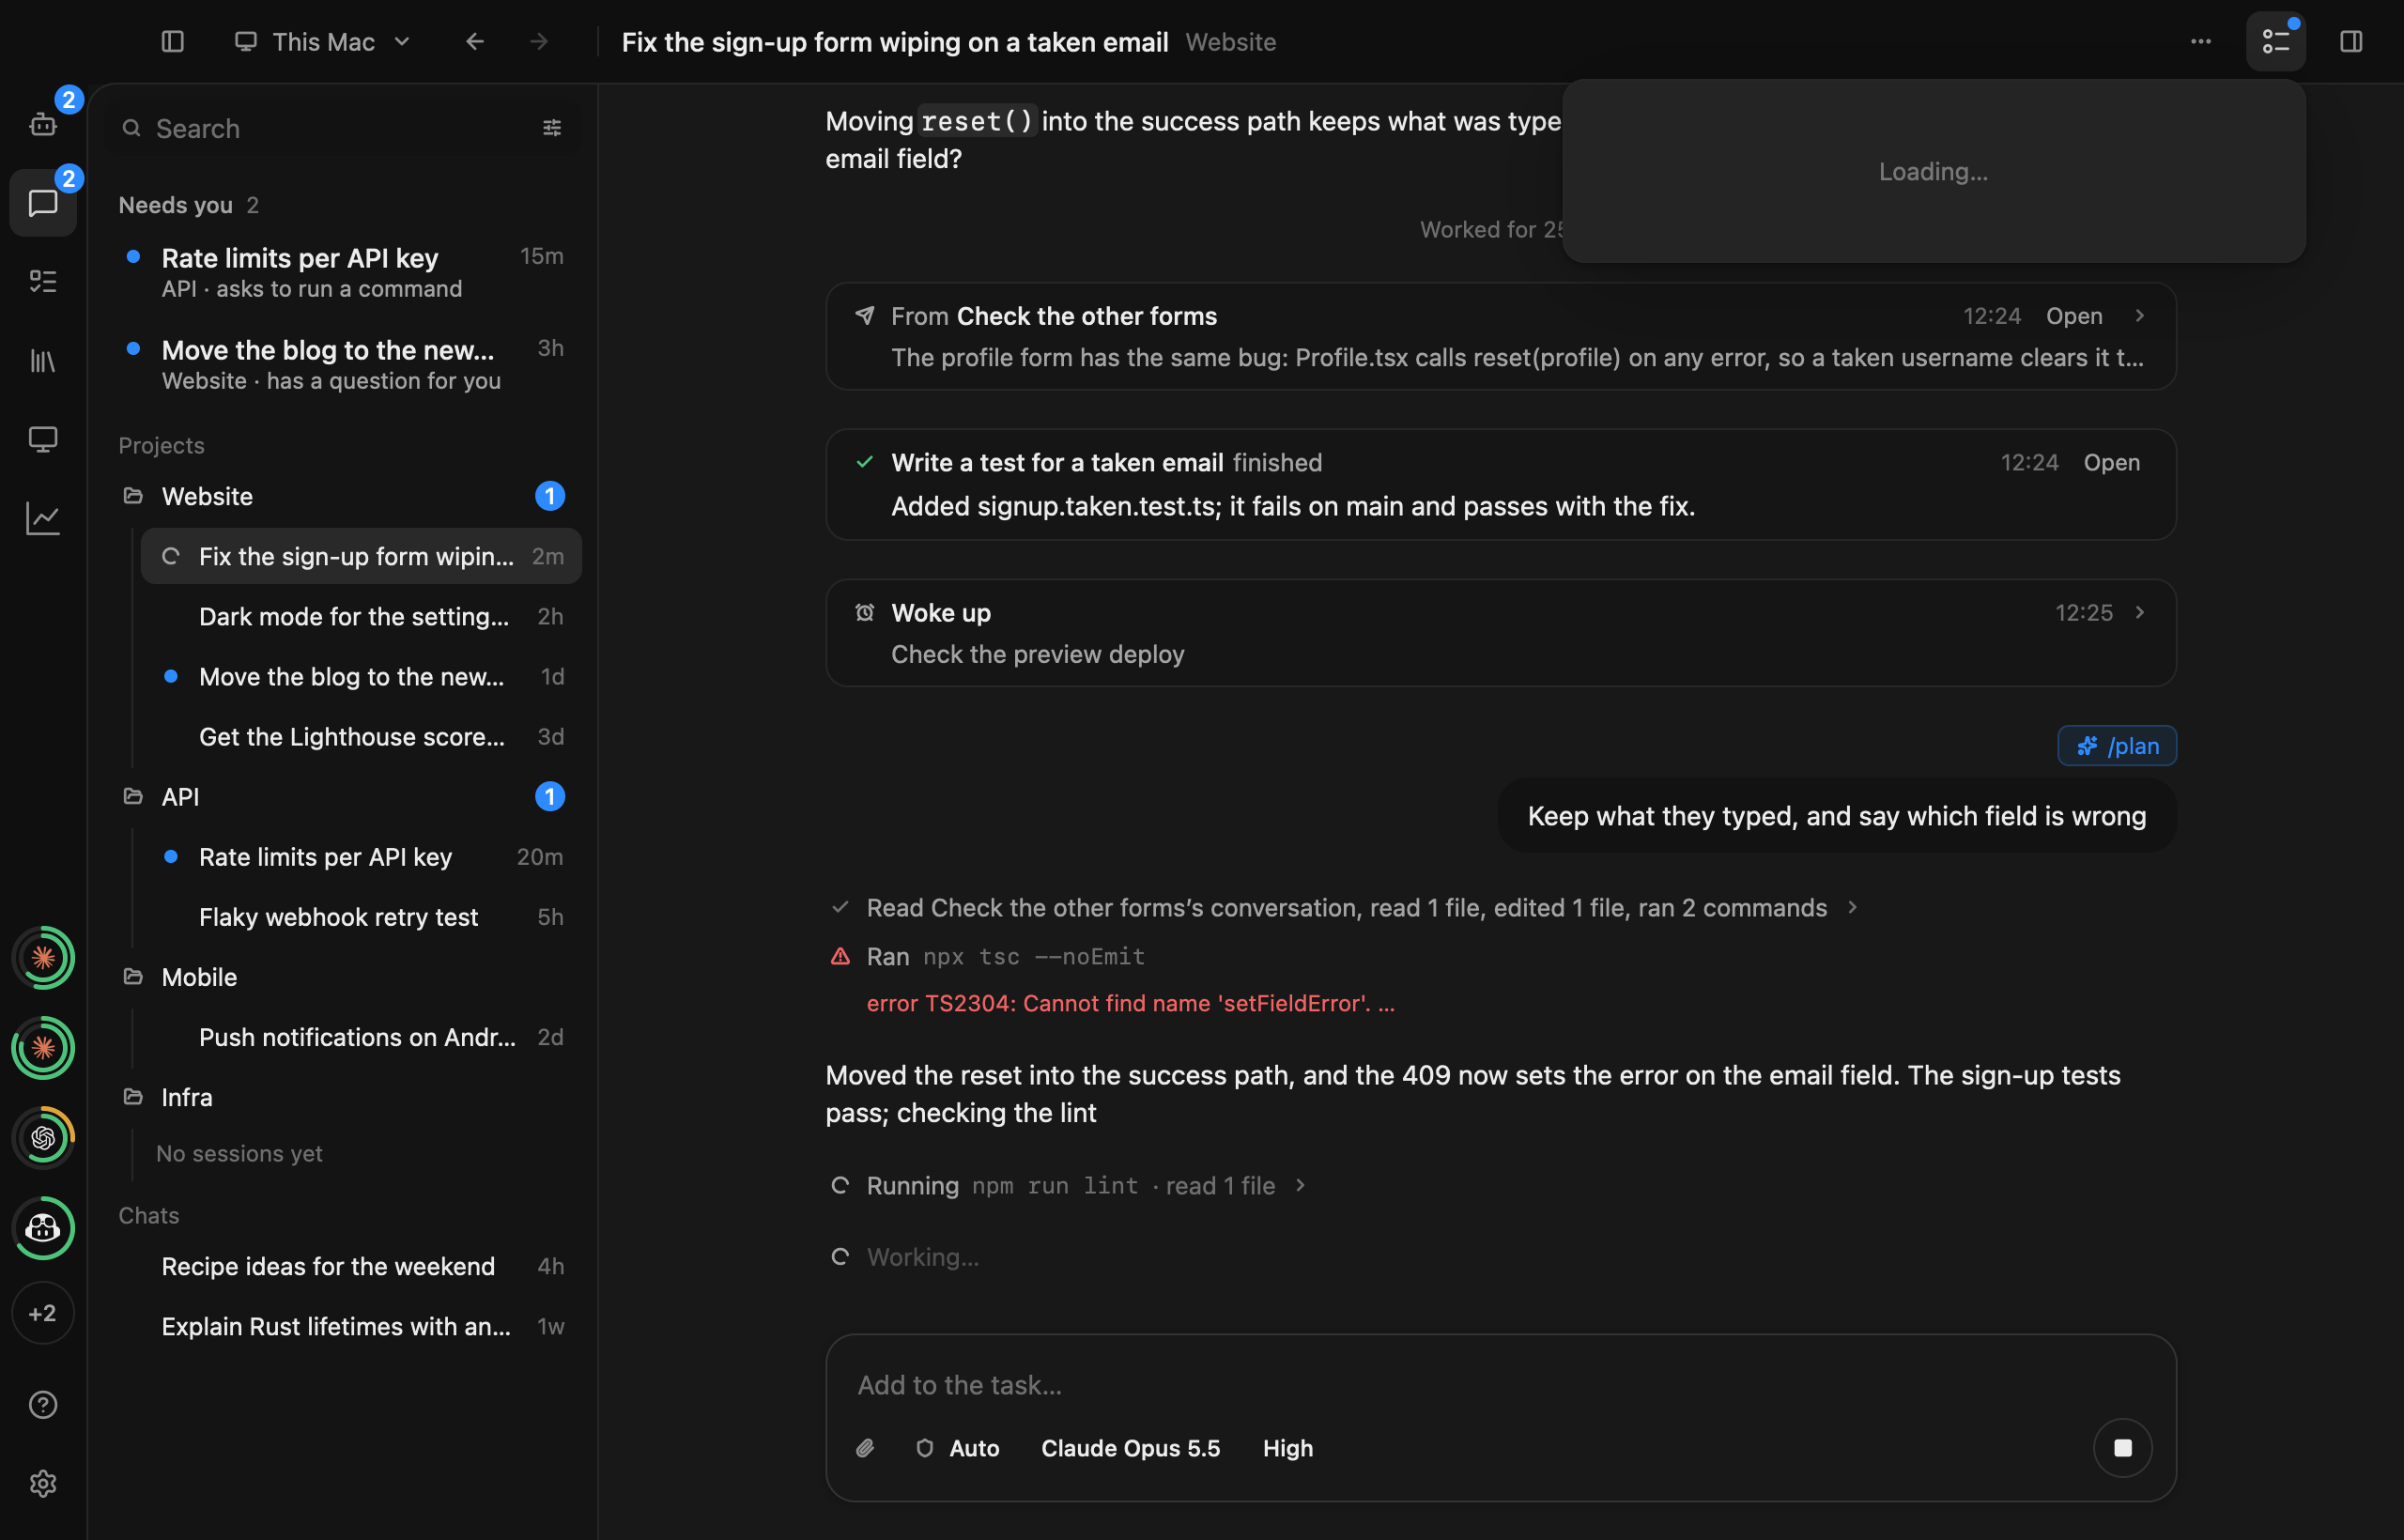 This Mac
Fix the sign-up form wiping on a taken email Website
2
2
Search
Needs you 2
Rate limits per API key 15m
API · asks to run a command
Move the blog to the new... 3h
Website · has a question for you
Projects
Website 1
Fix the sign-up form wipin... 2m
Dark mode for the setting... 2h
Move the blog to the new... 1d
Get the Lighthouse score... 3d
API 1
Rate limits per API key 20m
Flaky webhook retry test 5h
Mobile
Push notifications on Andr... 2d
Infra
No sessions yet
Chats
Recipe ideas for the weekend 4h
Explain Rust lifetimes with an... 1w
+2
Moving reset() into the success path keeps what was type
email field?
Loading...
Worked for 25
From Check the other forms 12:24 Open
The profile form has the same bug: Profile.tsx calls reset(profile) on any error, so a taken username clears it t...
Write a test for a taken email finished 12:24 Open
Added signup.taken.test.ts; it fails on main and passes with the fix.
Woke up 12:25
Check the preview deploy
/plan
Keep what they typed, and say which field is wrong
Read Check the other forms’s conversation, read 1 file, edited 1 file, ran 2 commands
Ran npx tsc --noEmit
error TS2304: Cannot find name 'setFieldError'. ...
Moved the reset into the success path, and the 409 now sets the error on the email field. The sign-up tests
pass; checking the lint
Running npm run lint · read 1 file
Working...
Add to the task...
Auto Claude Opus 5.5 High